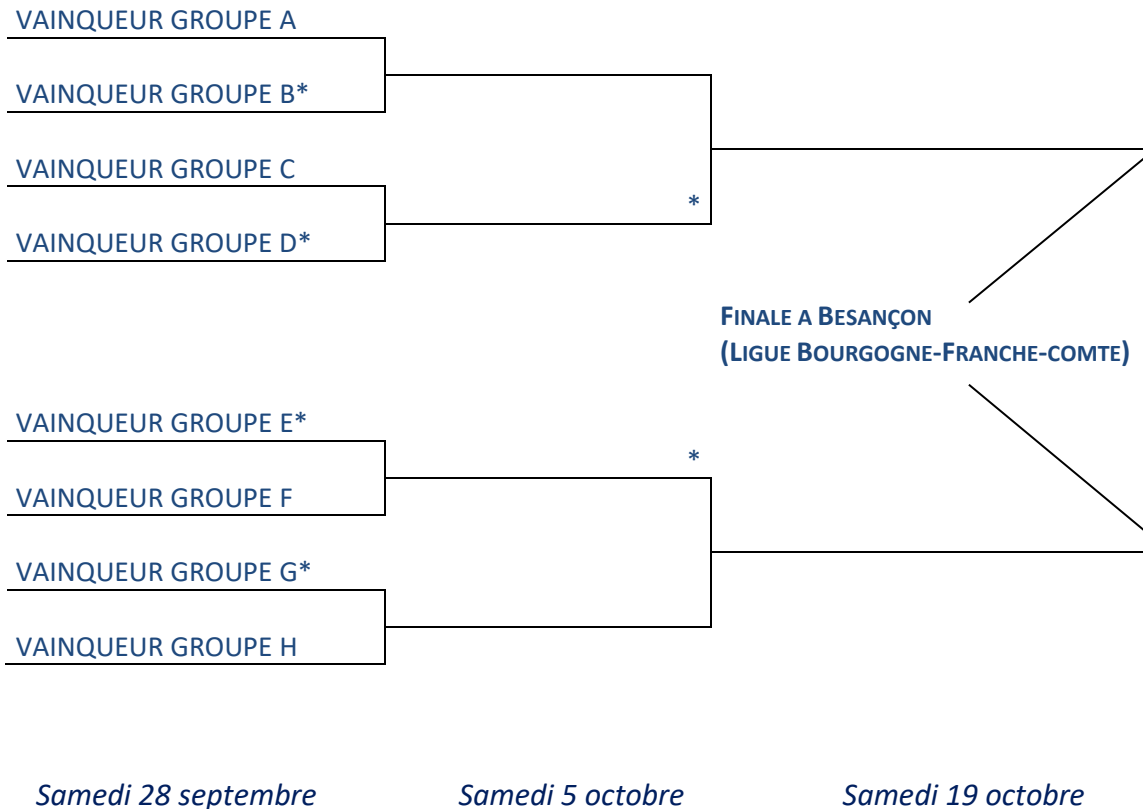 VAINQUEUR GROUPE A
VAINQUEUR GROUPE B*
VAINQUEUR GROUPE C
*
VAINQUEUR GROUPE D*
FINALE A BESANÇON
(LIGUE BOURGOGNE-FRANCHE-COMTE)
VAINQUEUR GROUPE E*
*
VAINQUEUR GROUPE F
VAINQUEUR GROUPE G*
VAINQUEUR GROUPE H
Samedi 28 septembre Samedi 5 octobre Samedi 19 octobre